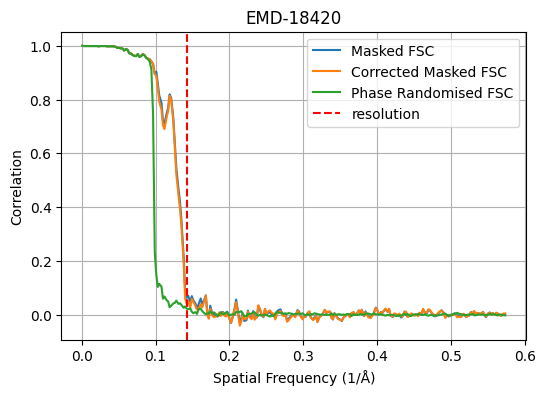 EMD-18420
Masked FSC
Corrected Masked FSC
Phase Randomised FSC
resolution
Correlation
1.0
0.8
0.6
0.4
0.2
0.0
0.0 0.1 0.2 0.3 0.4 0.5 0.6
Spatial Frequency (1/Å)